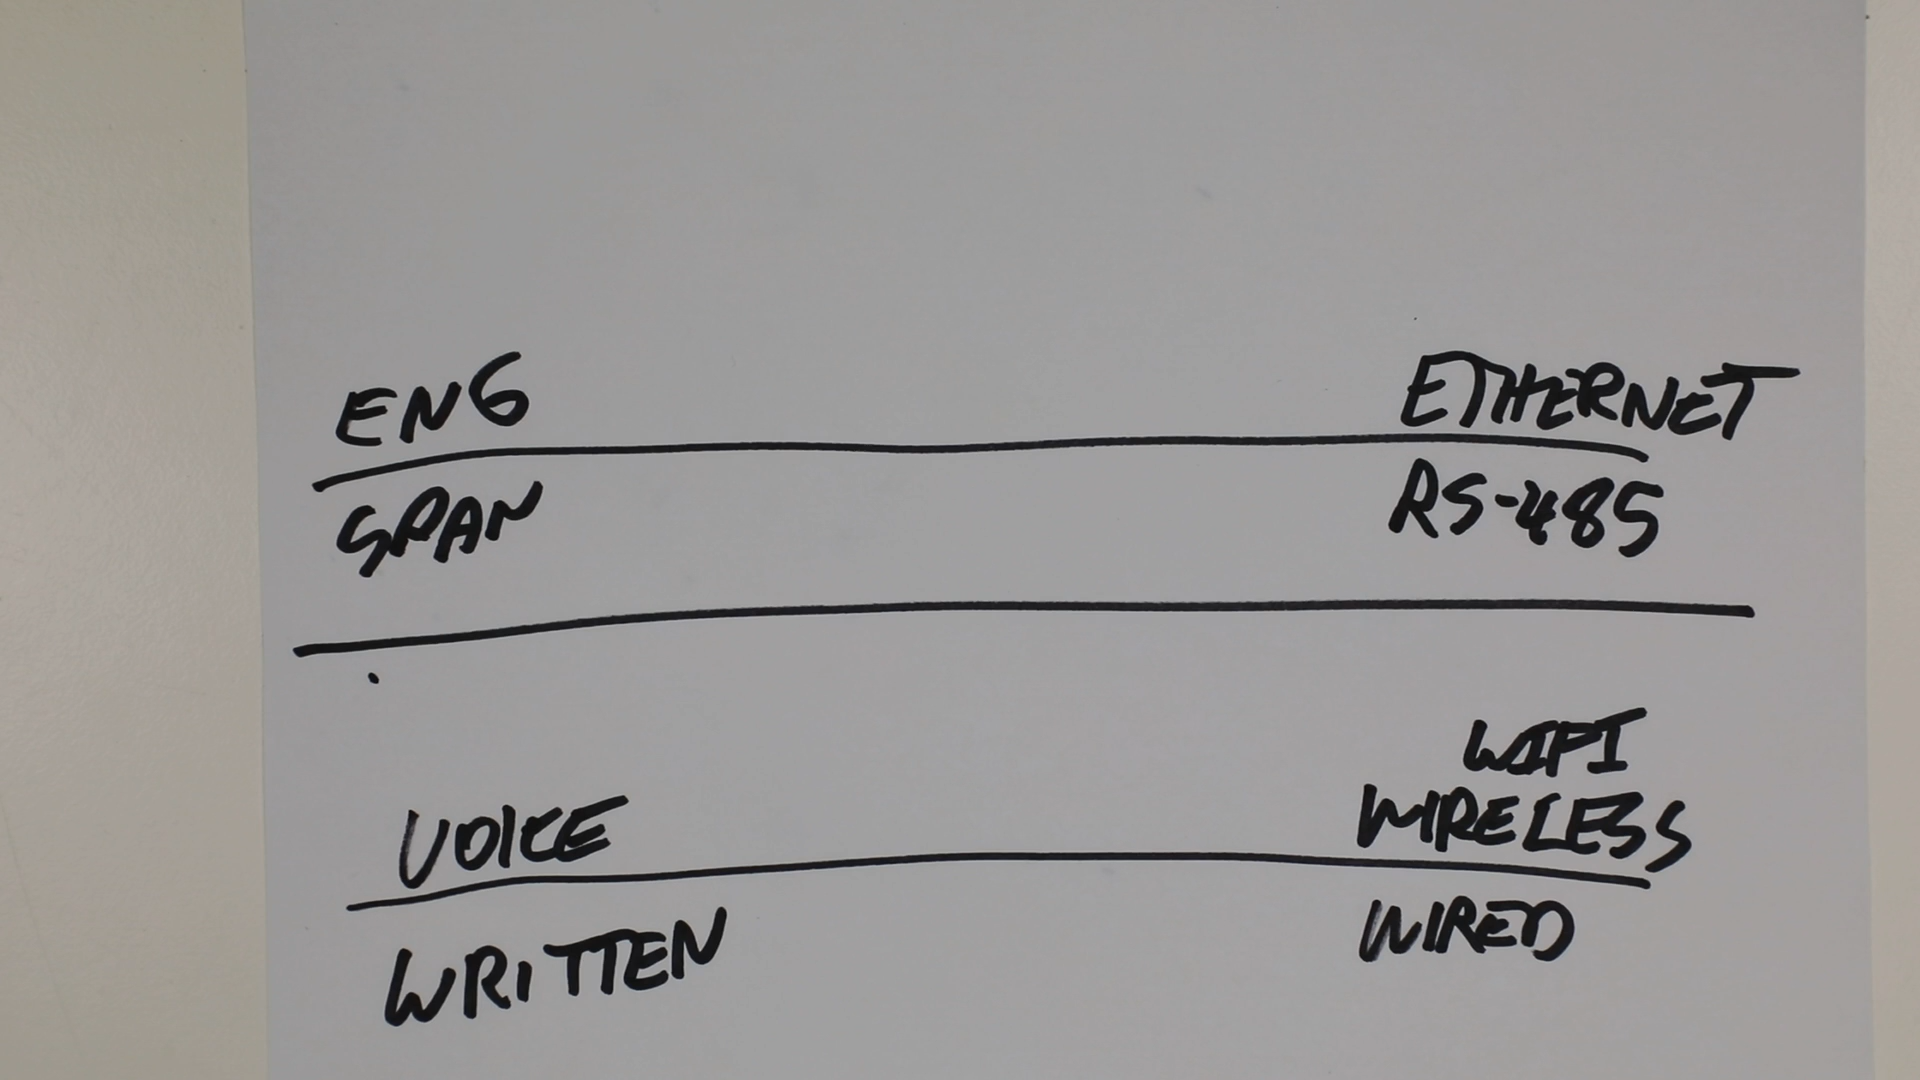 ENG ETHERNET
SPAN RS-485
WIFI
VOICE WIRELESS
WRITTEN WIRED